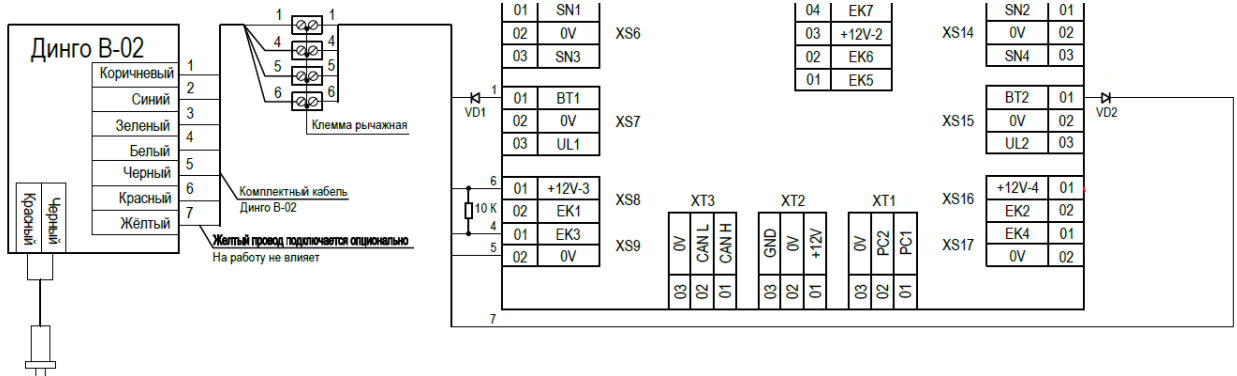 Динго В-02
Коричневый 1
Синий 2
Зеленый 3
Белый 4
Черный 5
Красный 6
Жёлтый 7
Красный
Черный
1 1
4 4
5 5
6 6
Клемма рычажная
Комплектный кабель
Динго В-02
Желтый провод подключается опционально
На работу не влияет
01 SN1
02 0V
03 SN3
XS6
1
VD1
01 BT1
02 0V
03 UL1
XS7
6
10 K
4
5
01 +12V-3
02 EK1
XS8
01 EK3
02 0V
XS9
7
04 EK7
03 +12V-2
02 EK6
01 EK5
XT3
0V CAN L CAN H
03 02 01
XT2
GND 0V +12V
03 02 01
XT1
0V PC2 PC1
03 02 01
XS14
SN2 01
0V 02
SN4 03
XS15
BT2 01
0V 02
UL2 03
VD2
XS16
+12V-4 01
EK2 02
XS17
EK4 01
0V 02